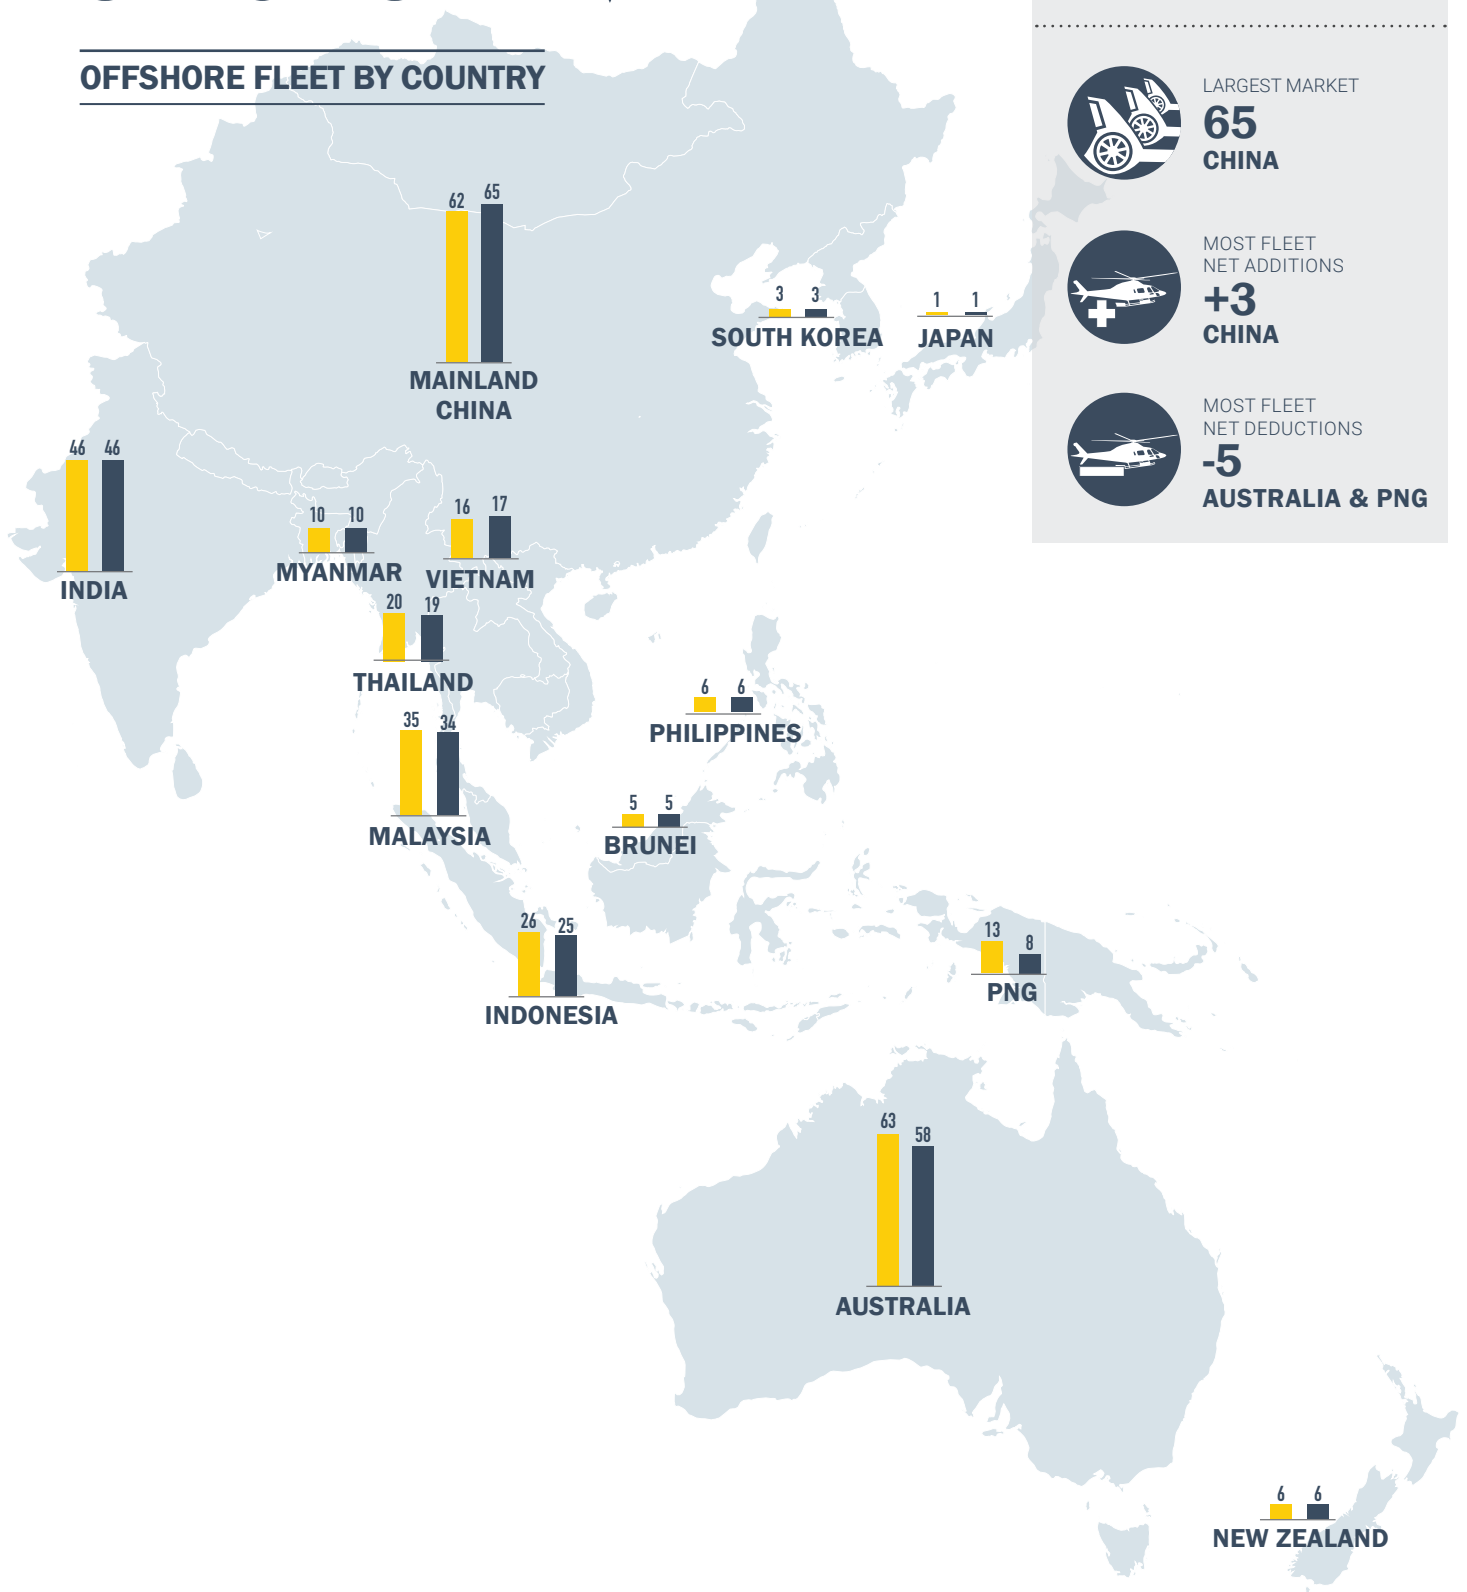 OFFSHORE FLEET BY COUNTRY
LARGEST MARKET
65
CHINA
MOST FLEET
NET ADDITIONS
+3
CHINA
MOST FLEET
NET DEDUCTIONS
-5
AUSTRALIA & PNG
62 65
MAINLAND
CHINA
3 3
SOUTH KOREA
1 1
JAPAN
46 46
INDIA
10 10
MYANMAR
16 17
VIETNAM
20 19
THAILAND
6 6
PHILIPPINES
35 34
MALAYSIA
5 5
BRUNEI
26 25
INDONESIA
13 8
PNG
63 58
AUSTRALIA
6 6
NEW ZEALAND